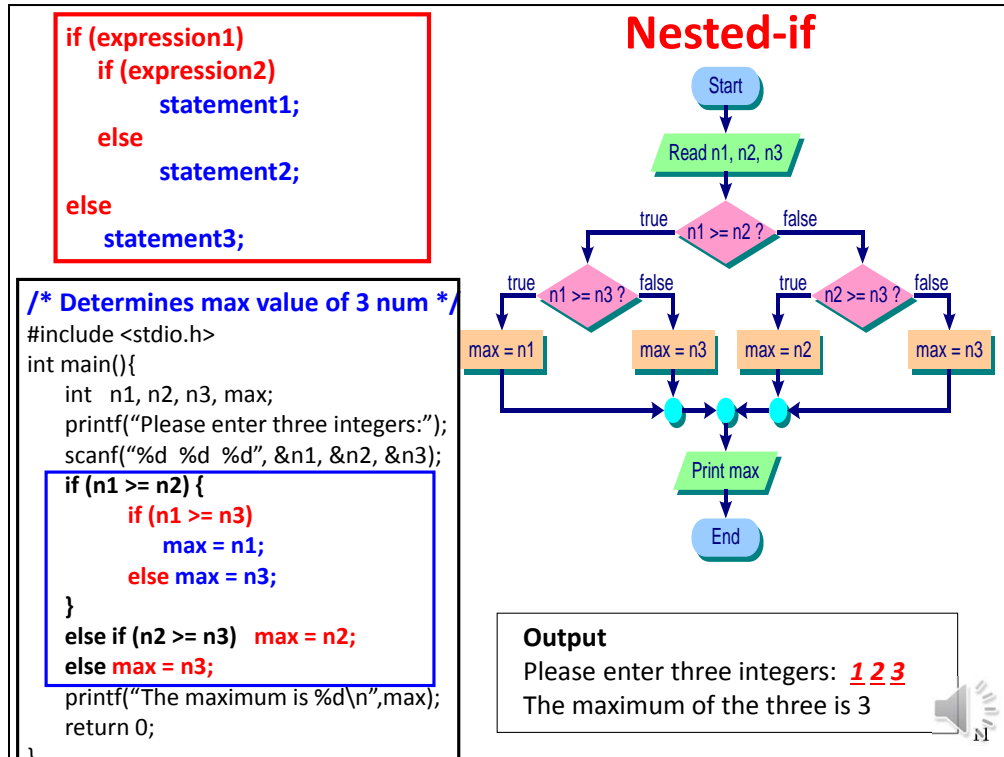 if (expression1)
if (expression2)
statement1;
else
statement2;
else
statement3;
/* Determines max value of 3 num */
#include <stdio.h>
int main(){
int n1, n2, n3, max;
printf(“Please enter three integers:”);
scanf(“%d %d %d”, &n1, &n2, &n3);
if (n1 >= n2) {
if (n1 >= n3)
max = n1;
else max = n3;
}
else if (n2 >= n3) max = n2;
else max = n3;
printf(“The maximum is %d\n”,max);
return 0;
}
Nested-if
Start
Read n1, n2, n3
true n1 >= n2 ? false
true n1 >= n3 ? false true n2 >= n3 ? false
max = n1 max = n3 max = n2 max = n3
Print max
End
Output
Please enter three integers: 1 2 3
The maximum of the three is 3